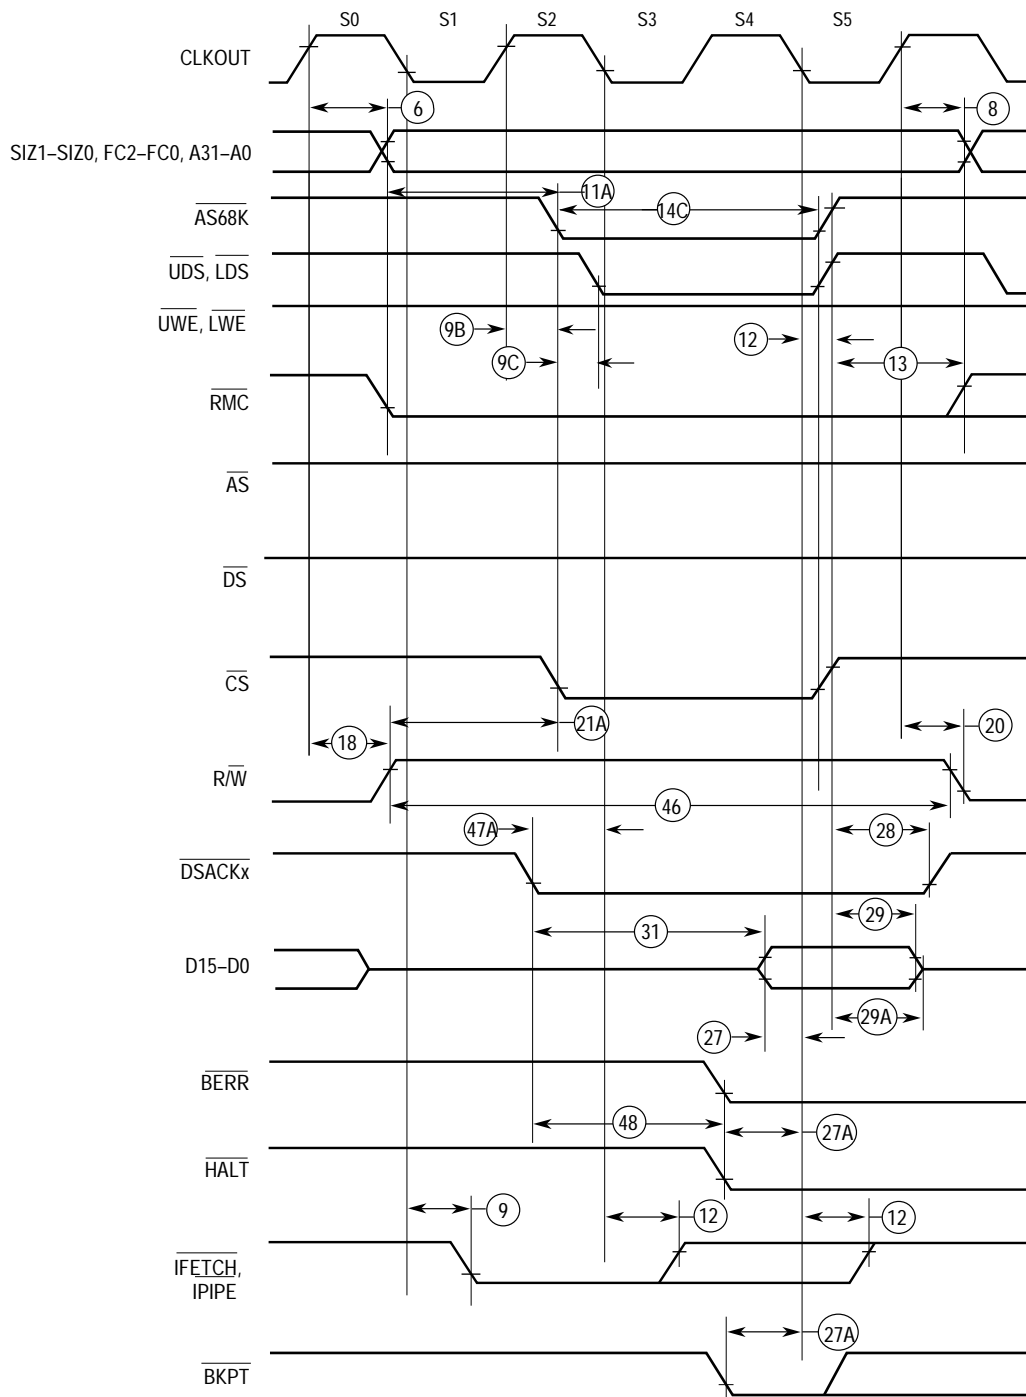 S0 S1 S2 S3 S4 S5
CLKOUT
6 8
SIZ1–SIZ0, FC2–FC0, A31–A0
11A
AS68K 14C
UDS, LDS
UWE, LWE
9B 12
9C 13
RMC
AS
DS
CS
21A 20
18
R/W
46
47A 28
DSACKx
29
31
D15–D0
29A
27
BERR
48 27A
HALT
9 12 12
IFETCH,
IPIPE
27A
BKPT